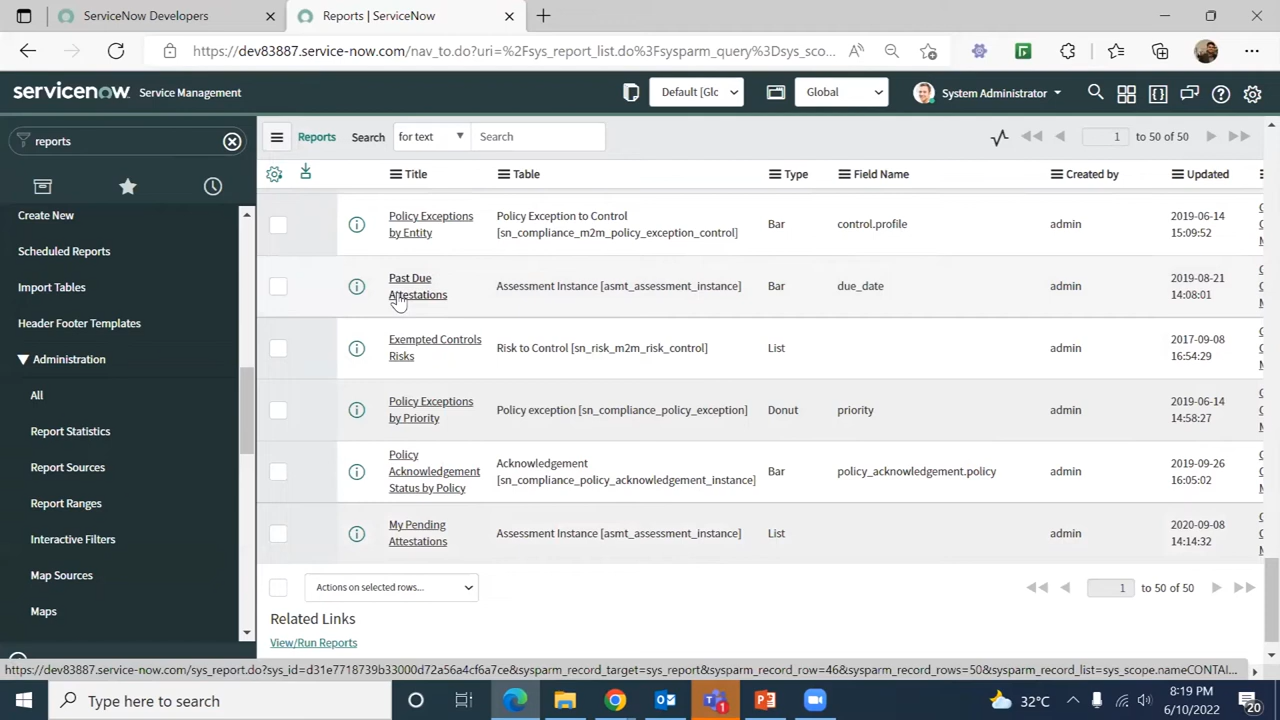 ServiceNow Developers
Reports | ServiceNow
https://dev83887.service-now.com/nav_to.do?uri=%2Fsys_report_list.do%3Fsysparm_query%3Dsys_sco...
servicenow Service Management
Default [Glc
Global
System Administrator
reports
Reports Search for text Search
1 to 50 of 50
Title Table Type Field Name Created by Updated
Create New
Scheduled Reports
Import Tables
Header Footer Templates
Administration
All
Report Statistics
Report Sources
Report Ranges
Interactive Filters
Map Sources
Maps
Policy Exceptions
by Entity
Policy Exception to Control
[sn_compliance_m2m_policy_exception_control]
Bar
control.profile
admin
2019-06-14
15:09:52
Past Due
Attestations
Assessment Instance [asmt_assessment_instance]
Bar
due_date
admin
2019-08-21
14:08:01
Exempted Controls
Risks
Risk to Control [sn_risk_m2m_risk_control]
List
admin
2017-09-08
16:54:29
Policy Exceptions
by Priority
Policy exception [sn_compliance_policy_exception]
Donut
priority
admin
2019-06-14
14:58:27
Policy
Acknowledgement
Status by Policy
Acknowledgement
[sn_compliance_policy_acknowledgement_instance]
Bar
policy_acknowledgement.policy
admin
2019-09-26
16:05:02
My Pending
Attestations
Assessment Instance [asmt_assessment_instance]
List
admin
2020-09-08
14:14:32
Actions on selected rows...
1 to 50 of 50
Related Links
View/Run Reports
https://dev83887.service-now.com/sys_report.do?sys_id=d31e7718739b33000d72a56a4cf6a7ce&sysparm_record_target=sys_report&sysparm_record_row=46&sysparm_record_rows=50&sysparm_record_list=sys_scope.nameCONTAI...
Type here to search
1
32°C
8:19 PM
6/10/2022
20